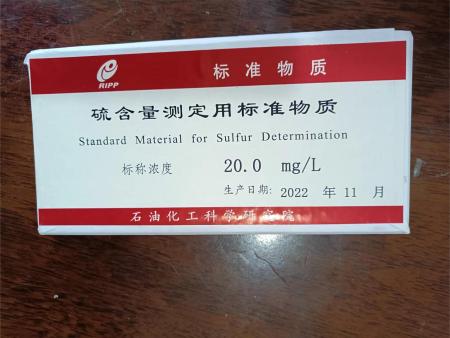 RIPP
标准物质
硫含量测定用标准物质
Standard Material for Sulfur Determination
标称浓度 20.0 mg/L
生产日期: 2022 年 11 月
石油化工科学研究院